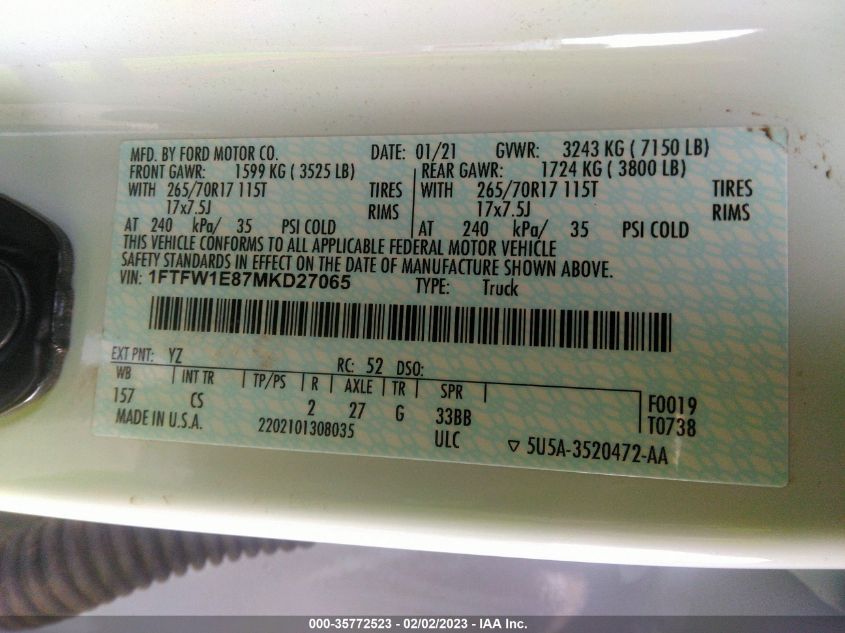 MFD. BY FORD MOTOR CO. DATE: 01/21 GVWR: 3243 KG ( 7150 LB)
FRONT GAWR: 1599 KG ( 3525 LB) REAR GAWR: 1724 KG ( 3800 LB)
WITH 265/70R17 115T TIRES WITH 265/70R17 115T TIRES
17x7.5J RIMS 17x7.5J RIMS
AT 240 kPa/ 35 PSI COLD AT 240 kPa/ 35 PSI COLD
THIS VEHICLE CONFORMS TO ALL APPLICABLE FEDERAL MOTOR VEHICLE
SAFETY STANDARDS IN EFFECT ON THE DATE OF MANUFACTURE SHOWN ABOVE.
VIN: 1FTFW1E87MKD27065 TYPE: Truck
EXT PNT: YZ RC: 52 DSO:
WB INT TR TP/PS R AXLE TR SPR
157 CS 2 27 G 33BB F0019
MADE IN U.S.A. 2202101308035 ULC T0738
▽ 5U5A-3520472-AA
000-35772523 - 02/02/2023 - IAA Inc.